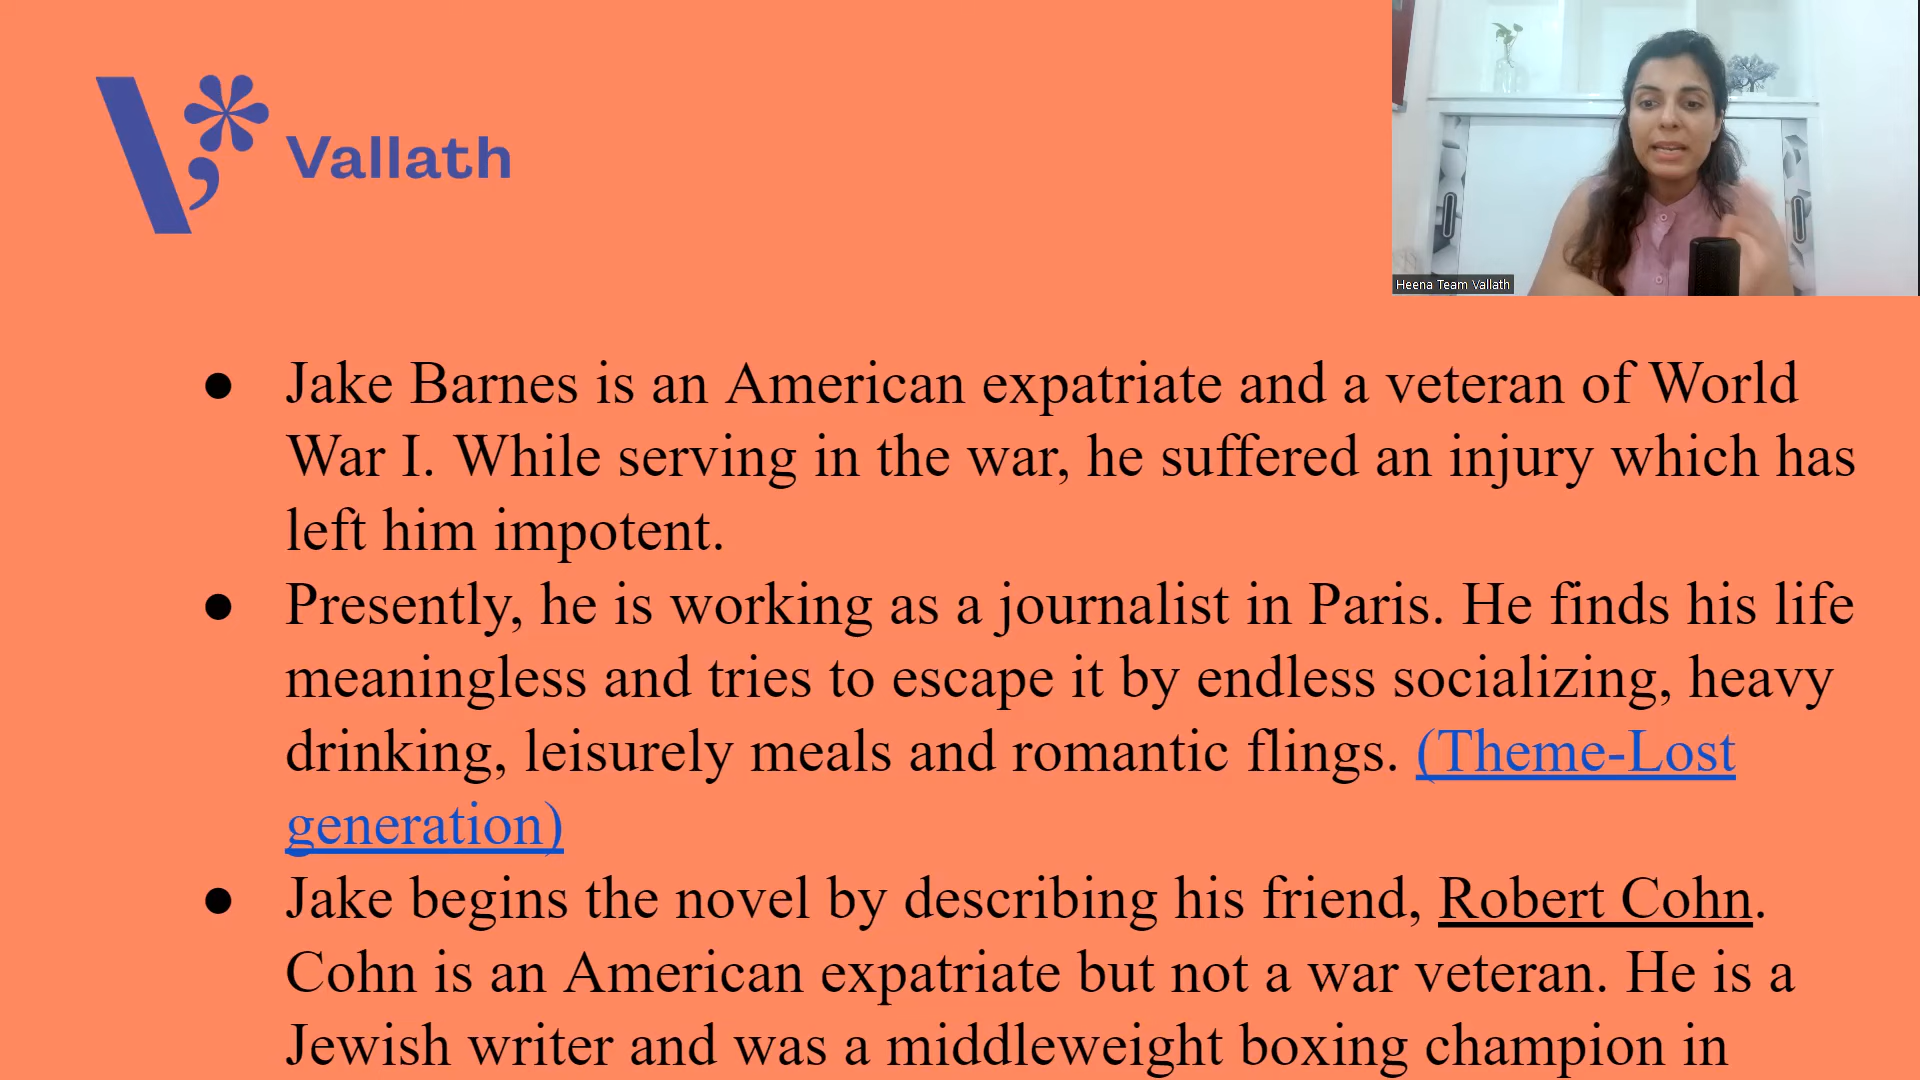 Vallath
Heena Team Vallath
● Jake Barnes is an American expatriate and a veteran of World
War I. While serving in the war, he suffered an injury which has
left him impotent.
● Presently, he is working as a journalist in Paris. He finds his life
meaningless and tries to escape it by endless socializing, heavy
drinking, leisurely meals and romantic flings. (Theme-Lost
generation)
● Jake begins the novel by describing his friend, Robert Cohn.
Cohn is an American expatriate but not a war veteran. He is a
Jewish writer and was a middleweight boxing champion in